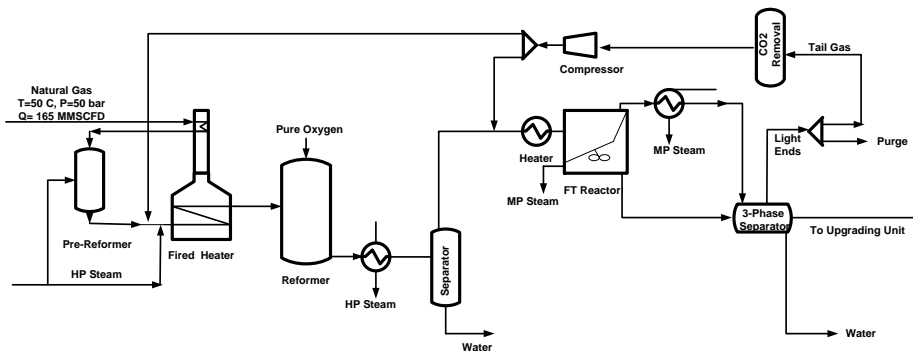 CO2
Removal
Tail Gas
Compressor
Natural Gas
T=50 C, P=50 bar
Q= 165 MMSCFD
Pure Oxygen
Heater
MP Steam
Light
Ends
Purge
MP Steam
FT Reactor
3-Phase
Separator
To Upgrading Unit
Pre-Reformer
Fired Heater
HP Steam
Reformer
HP Steam
Separator
Water
Water